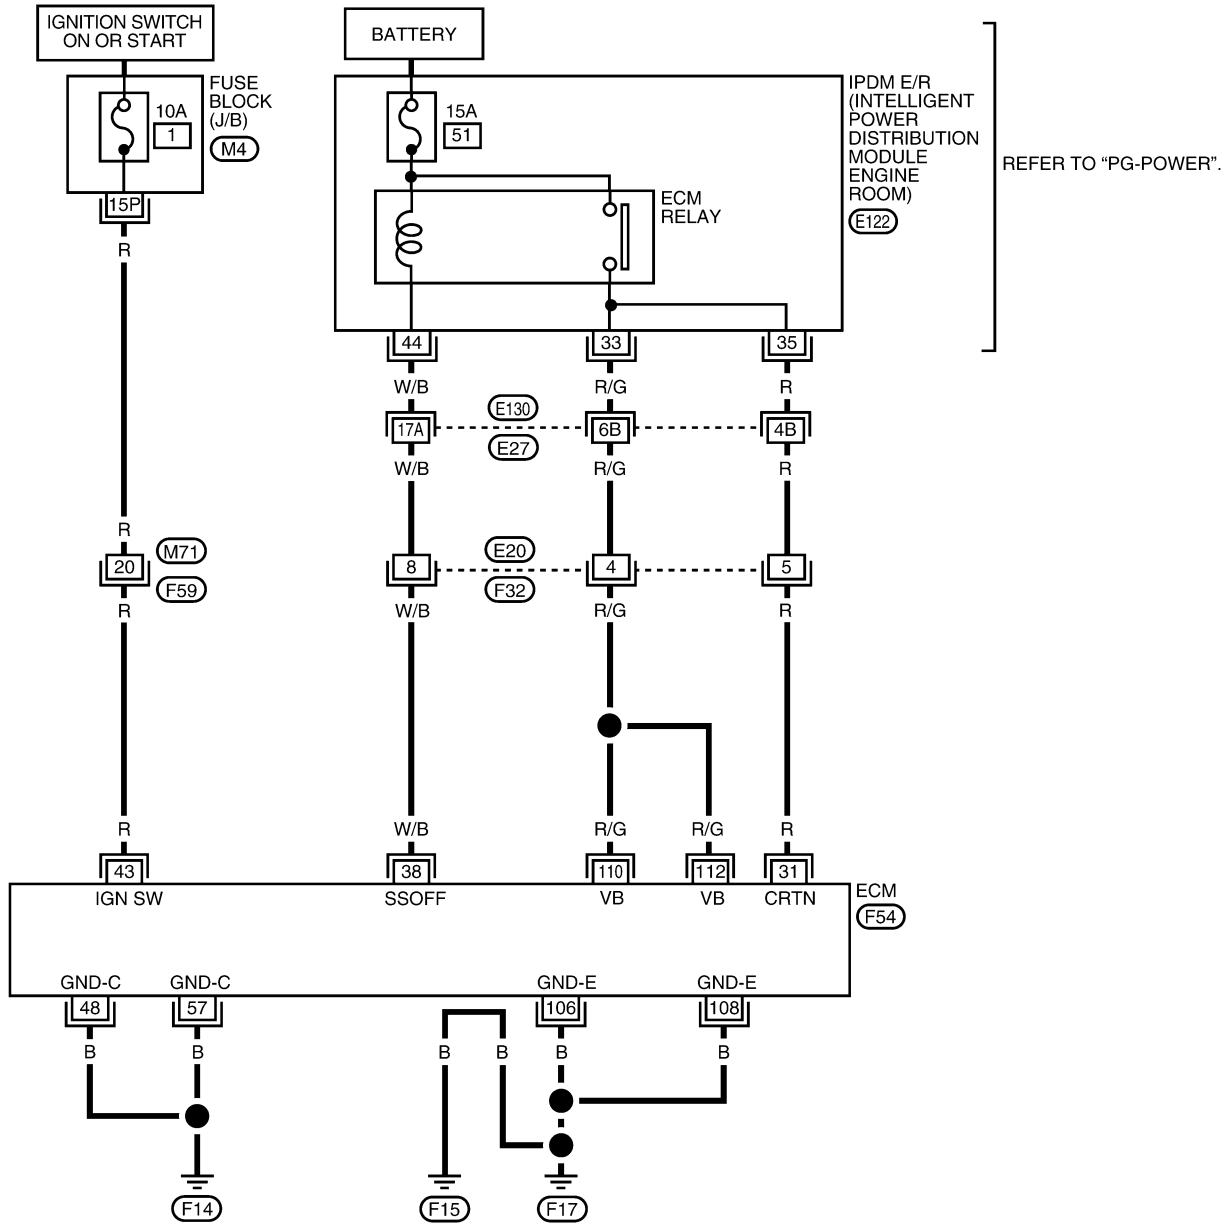 IGNITION SWITCH
ON OR START
BATTERY
FUSE
BLOCK
(J/B)
M4
10A
1
15A
51
IPDM E/R
(INTELLIGENT
POWER
DISTRIBUTION
MODULE
ENGINE
ROOM)
E122
REFER TO “PG-POWER”.
ECM
RELAY
15P
R
44
33
35
W/B
R/G
R
17A
E130
E27
6B
4B
W/B
R/G
R
R
20
M71
F59
8
E20
F32
4
5
R
W/B
R/G
R
R
W/B
R/G
R/G
R
43
38
110
112
31
IGN SW
SSOFF
VB
VB
CRTN
ECM
F54
GND-C
GND-C
GND-E
GND-E
48
57
106
108
B
B
B
B
B
B
F14
F15
F17